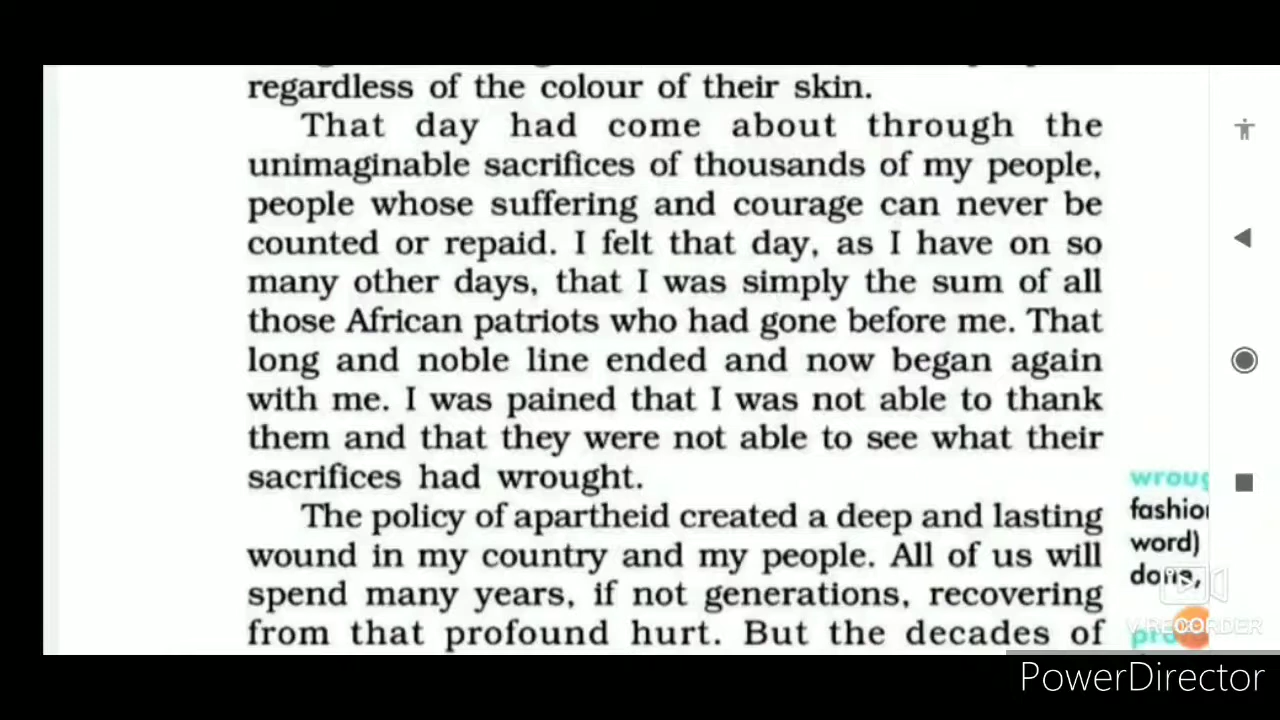 regardless of the colour of their skin.
That day had come about through the
unimaginable sacrifices of thousands of my people,
people whose suffering and courage can never be
counted or repaid. I felt that day, as I have on so
many other days, that I was simply the sum of all
those African patriots who had gone before me. That
long and noble line ended and now began again
with me. I was pained that I was not able to thank
them and that they were not able to see what their
sacrifices had wrought.
The policy of apartheid created a deep and lasting
wound in my country and my people. All of us will
spend many years, if not generations, recovering
from that profound hurt. But the decades of
word)
done,
PowerDirector